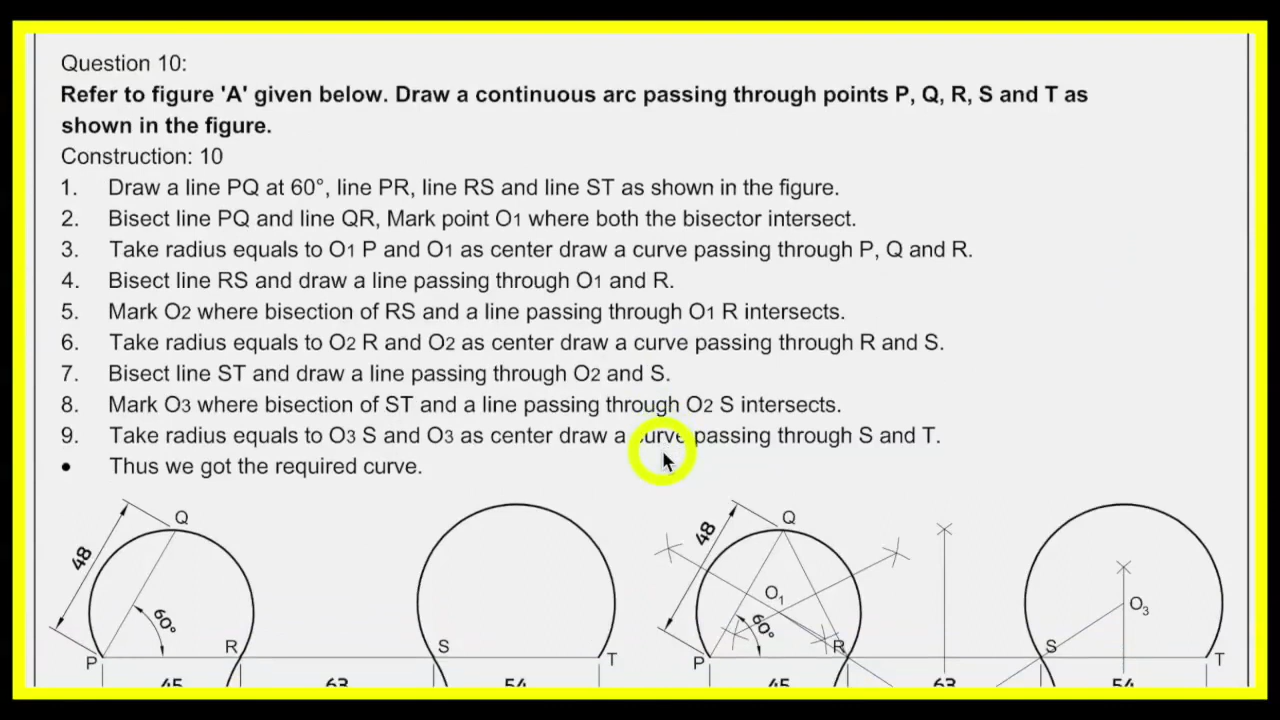 Question 10:
Refer to figure 'A' given below. Draw a continuous arc passing through points P, Q, R, S and T as
shown in the figure.
Construction: 10
1. Draw a line PQ at 60°, line PR, line RS and line ST as shown in the figure.
2. Bisect line PQ and line QR, Mark point O1 where both the bisector intersect.
3. Take radius equals to O1 P and O1 as center draw a curve passing through P, Q and R.
4. Bisect line RS and draw a line passing through O1 and R.
5. Mark O2 where bisection of RS and a line passing through O1 R intersects.
6. Take radius equals to O2 R and O2 as center draw a curve passing through R and S.
7. Bisect line ST and draw a line passing through O2 and S.
8. Mark O3 where bisection of ST and a line passing through O2 S intersects.
9. Take radius equals to O3 S and O3 as center draw a curve passing through S and T.
• Thus we got the required curve.
Q Q
48 48
O1 O3
60° 60°
P R S T P R S T
45 63 54 45 63 54